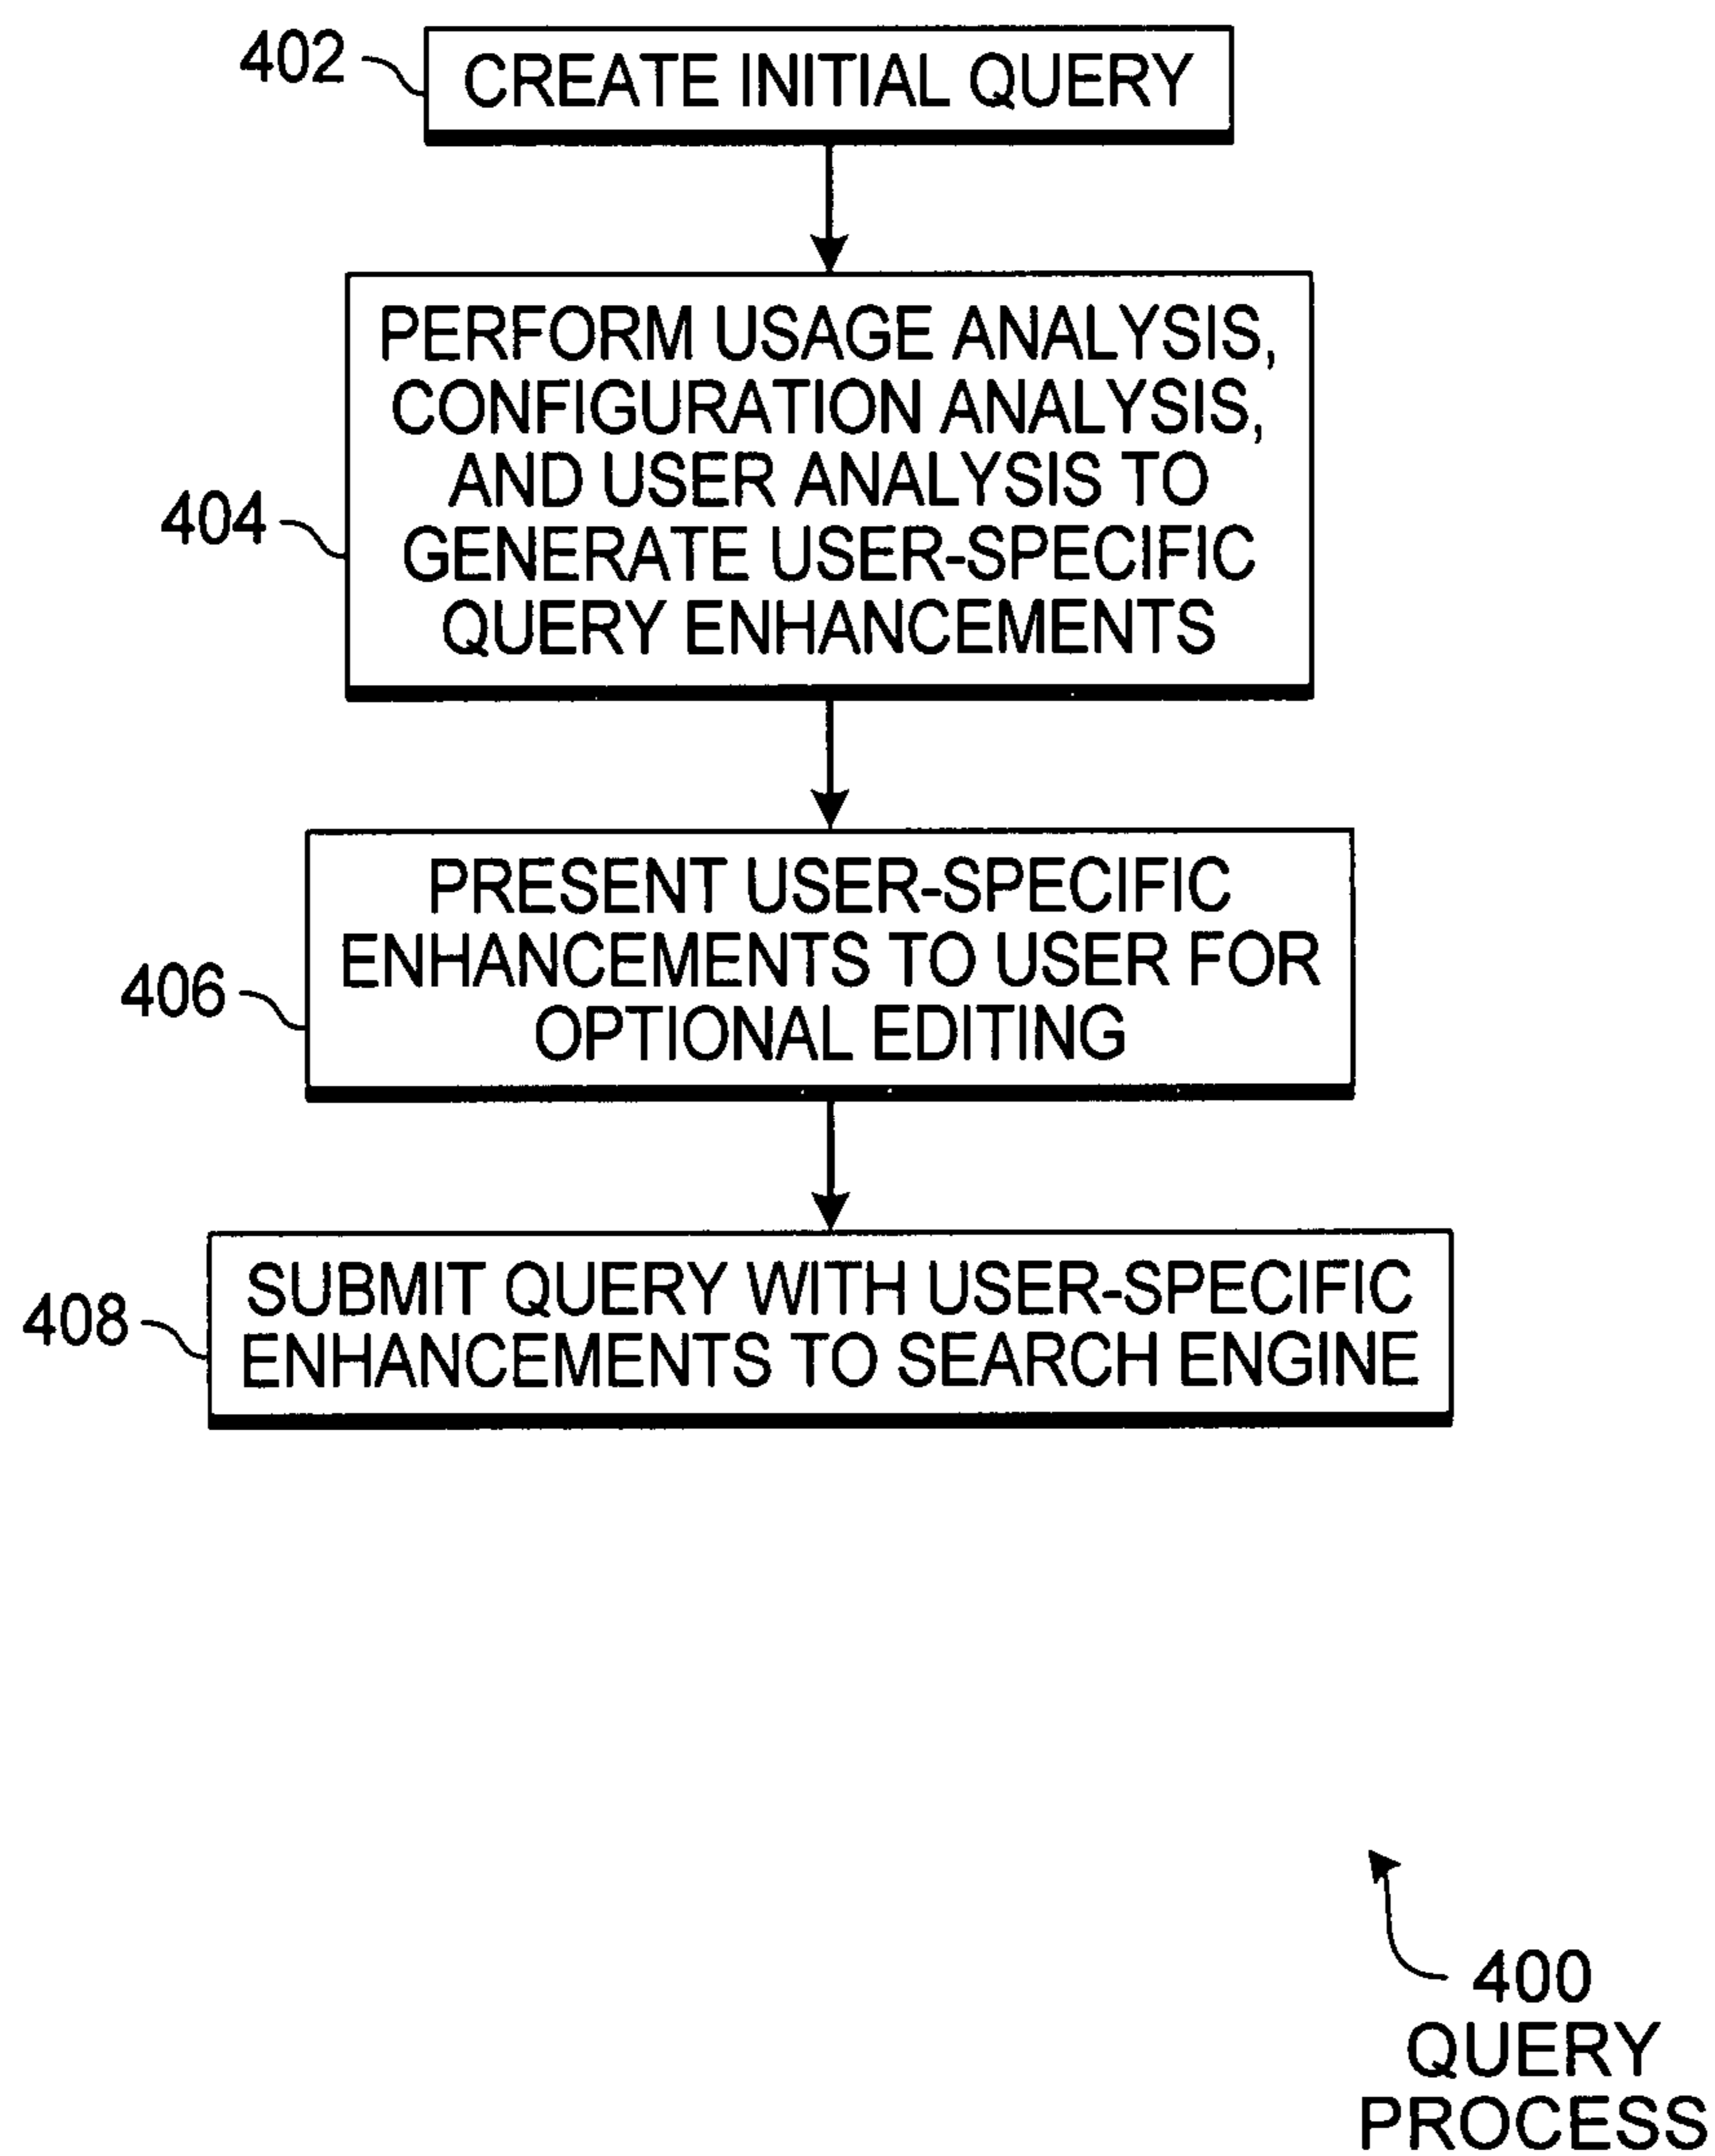 402
CREATE INITIAL QUERY
PERFORM USAGE ANALYSIS,
CONFIGURATION ANALYSIS,
AND USER ANALYSIS TO
404
GENERATE USER-SPECIFIC
QUERY ENHANCEMENTS
PRESENT USER-SPECIFIC
ENHANCEMENTS TO USER FOR
406
OPTIONAL EDITING
SUBMIT QUERY WITH USER-SPECIFIC
408
ENHANCEMENTS TO SEARCH ENGINE
400
QUERY
PROCESS